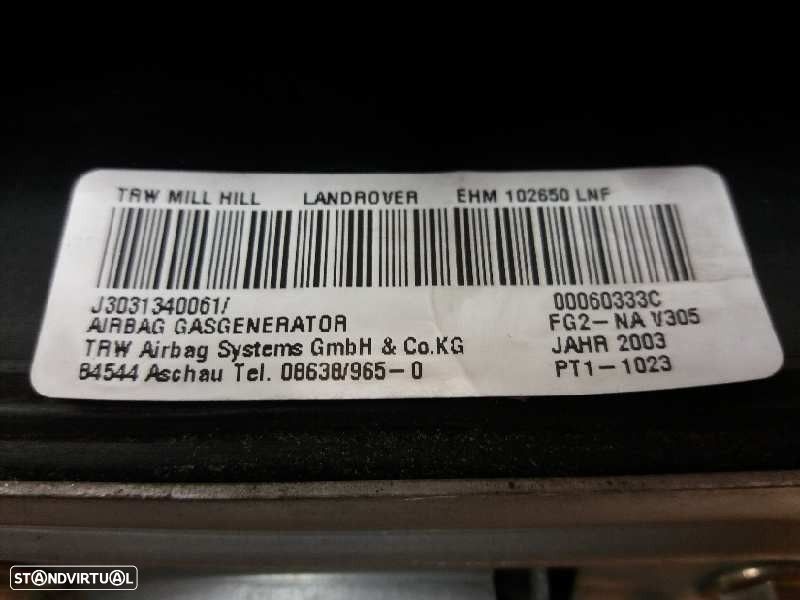 TRW MILL HILL LANDROVER EHM 102650 LNF
J3031340061/ 00060333C
AIRBAG GASGENERATOR FG2-NA V305
TRW Airbag Systems GmbH & Co.KG JAHR 2003
84544 Aschau Tel. 08638/965-0 PT1-1023
STANDVIRTUAL